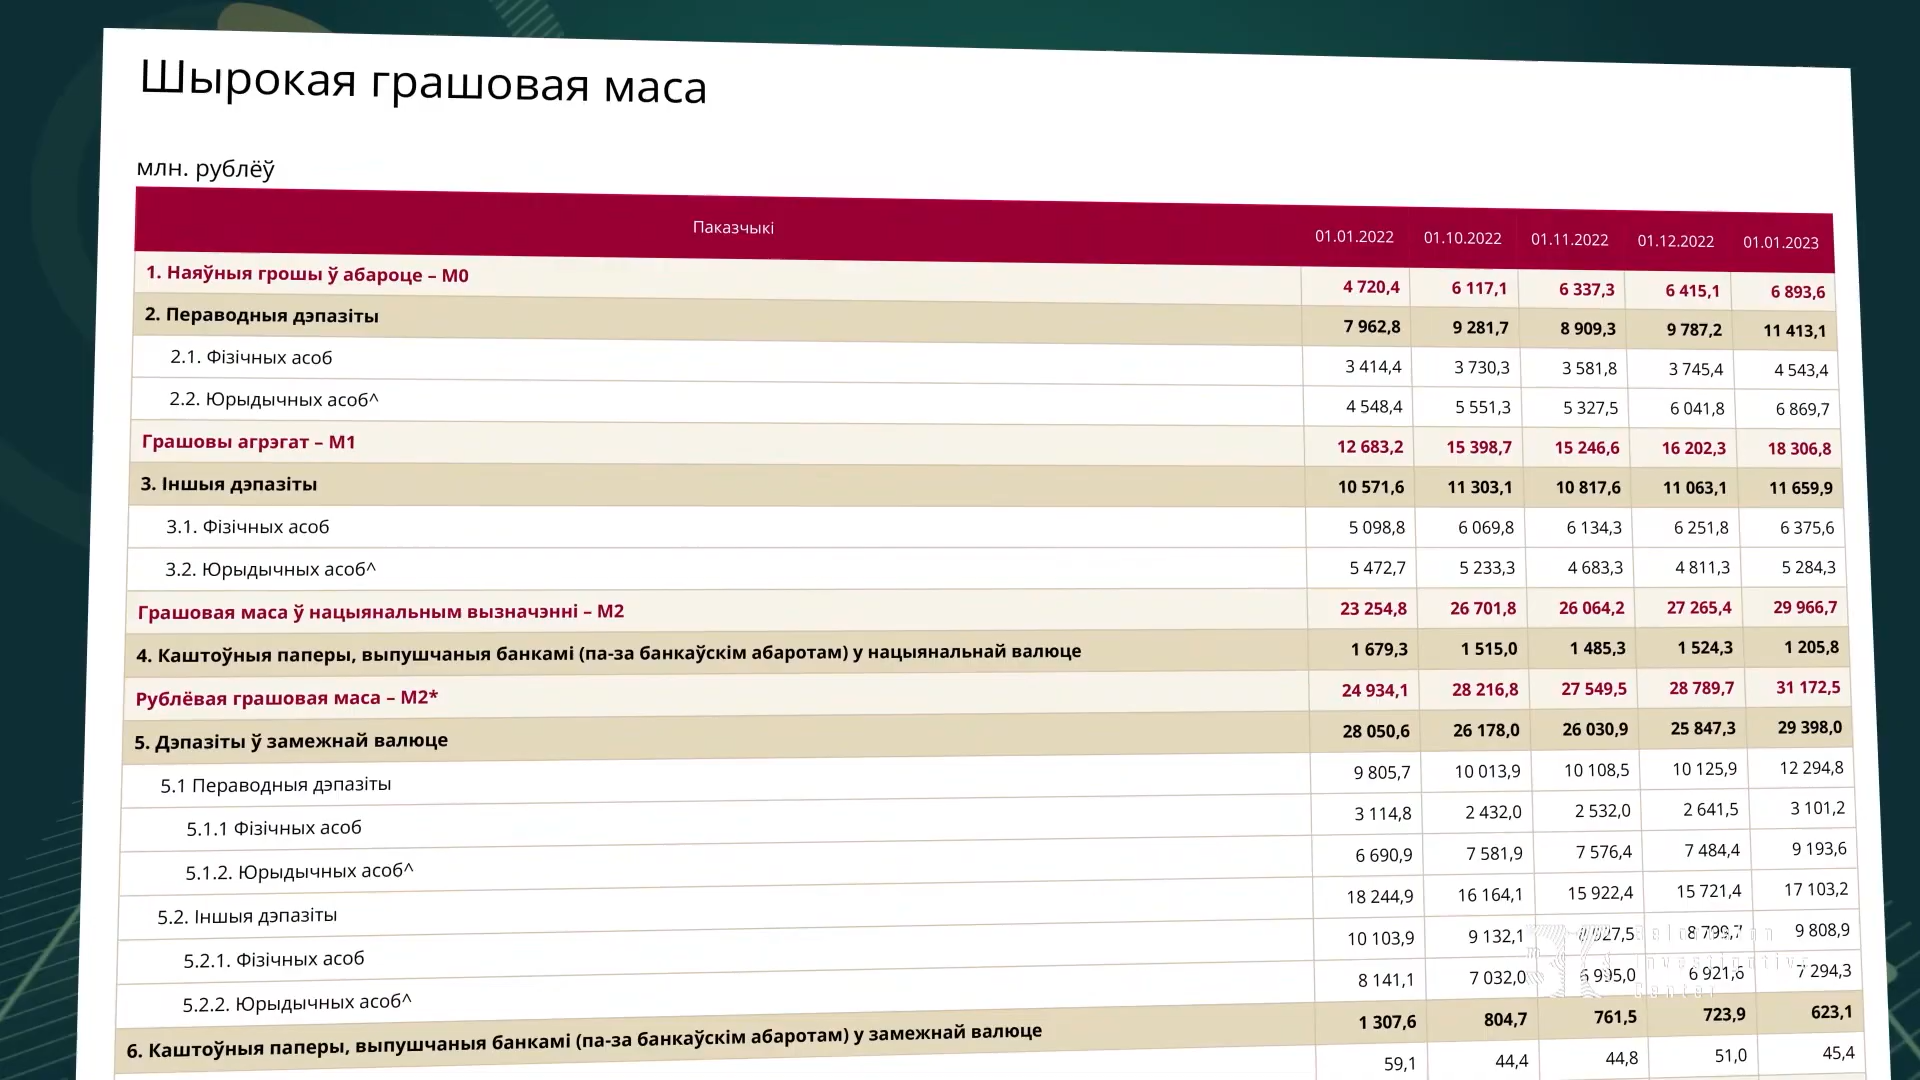 Шырокая грашовая маса
млн. рублёў
Паказчыкі 01.01.2022 01.10.2022 01.11.2022 01.12.2022 01.01.2023
1. Наяўныя грошы ў абароце – М0 4 720,4 6 117,1 6 337,3 6 415,1 6 893,6
2. Пераводныя дэпазіты 7 962,8 9 281,7 8 909,3 9 787,2 11 413,1
2.1. Фізічных асоб 3 414,4 3 730,3 3 581,8 3 745,4 4 543,4
2.2. Юрыдычных асоб^ 4 548,4 5 551,3 5 327,5 6 041,8 6 869,7
Грашовы агрэгат – М1 12 683,2 15 398,7 15 246,6 16 202,3 18 306,8
3. Іншыя дэпазіты 10 571,6 11 303,1 10 817,6 11 063,1 11 659,9
3.1. Фізічных асоб 5 098,8 6 069,8 6 134,3 6 251,8 6 375,6
3.2. Юрыдычных асоб^ 5 472,7 5 233,3 4 683,3 4 811,3 5 284,3
Грашовая маса ў нацыянальным вызначэнні – М2 23 254,8 26 701,8 26 064,2 27 265,4 29 966,7
4. Каштоўныя паперы, выпушчаныя банкамі (па-за банкаўскім абаротам) у нацыянальнай валюце 1 679,3 1 515,0 1 485,3 1 524,3 1 205,8
Рублёвая грашовая маса – М2* 24 934,1 28 216,8 27 549,5 28 789,7 31 172,5
5. Дэпазіты ў замежнай валюце 28 050,6 26 178,0 26 030,9 25 847,3 29 398,0
5.1 Пераводныя дэпазіты 9 805,7 10 013,9 10 108,5 10 125,9 12 294,8
5.1.1 Фізічных асоб 3 114,8 2 432,0 2 532,0 2 641,5 3 101,2
5.1.2. Юрыдычных асоб^ 6 690,9 7 581,9 7 576,4 7 484,4 9 193,6
5.2. Іншыя дэпазіты 18 244,9 16 164,1 15 922,4 15 721,4 17 103,2
5.2.1. Фізічных асоб 10 103,9 9 132,1 8 927,5 8 799,7 9 808,9
5.2.2. Юрыдычных асоб^ 8 141,1 7 032,0 6 995,0 6 921,6 7 294,3
6. Каштоўныя паперы, выпушчаныя банкамі (па-за банкаўскім абаротам) у замежнай валюце 1 307,6 804,7 761,5 723,9 623,1
59,1 44,4 44,8 51,0 45,4
Belarusian
Investigative
Center